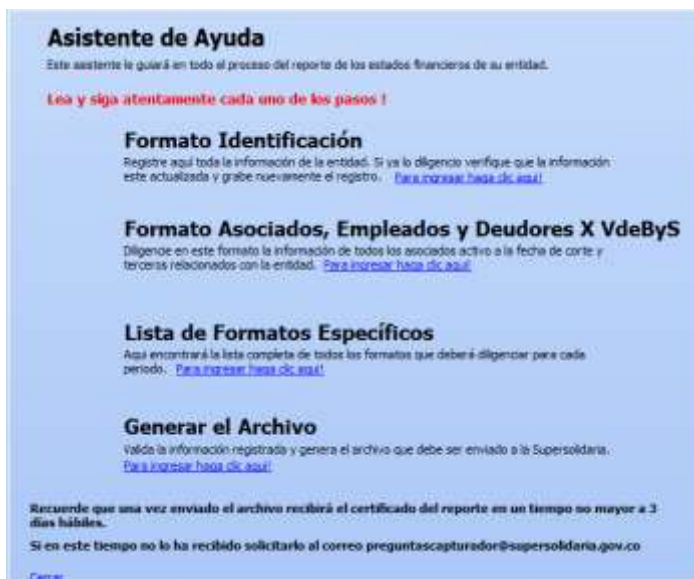 Asistente de Ayuda
Este asistente le guiará en todo el proceso del reporte de los estados financieros de su entidad.
Lea y siga atentamente cada uno de los pasos !
Formato Identificación
Registre aquí toda la información de la entidad. Si ya lo diligencio verifique que la información
este actualizada y grabe nuevamente el registro. Para ingresar haga clic aquí!
Formato Asociados, Empleados y Deudores X VdeByS
Diligencie en este formato la información de todos los asociados activo a la fecha de corte y
terceros relacionados con la entidad. Para ingresar haga clic aquí!
Lista de Formatos Específicos
Aqui encontrará la lista completa de todos los formatos que deberá diligenciar para cada
periodo. Para ingresar haga clic aquí!
Generar el Archivo
Valida la información registrada y genera el archivo que debe ser enviado a la Supersolidaria.
Para ingresar haga clic aquí!
Recuerde que una vez enviado el archivo recibirá el certificado del reporte en un tiempo no mayor a 3
días hábiles.
Si en este tiempo no lo ha recibido solicitarlo al correo preguntascapturador@supersolidaria.gov.co
Cerrar